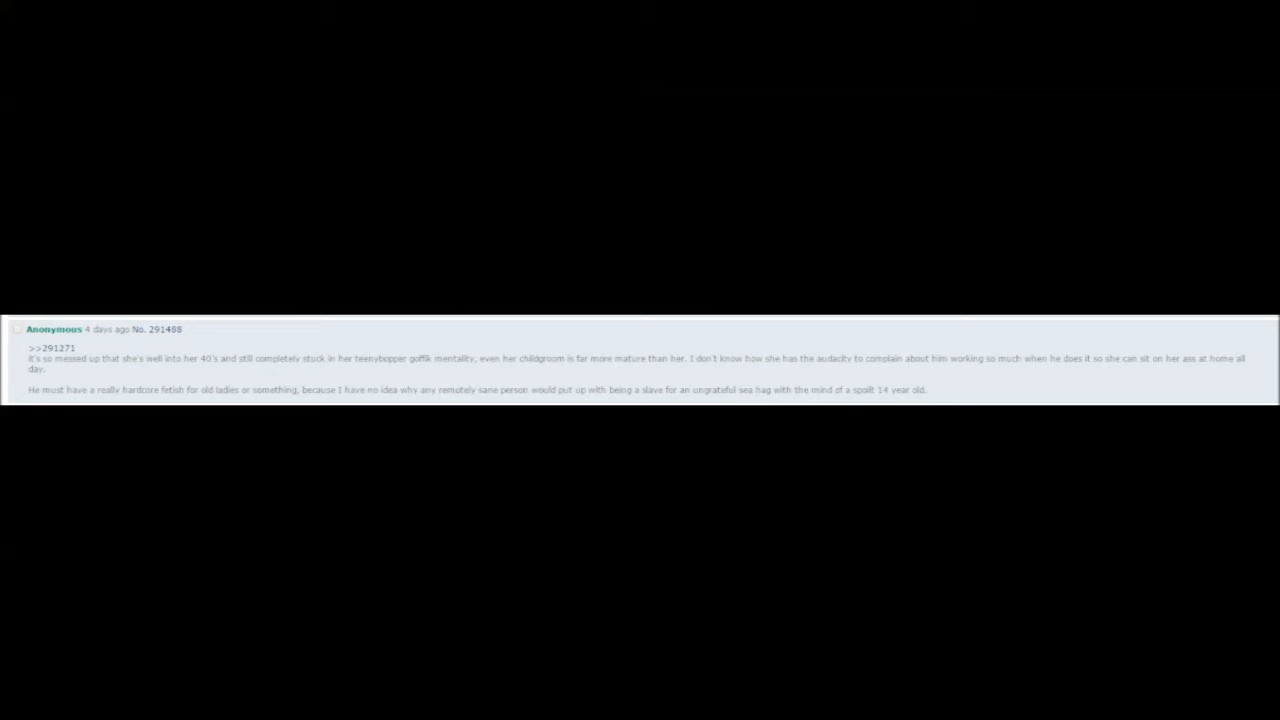 Anonymous 4 days ago No. 291488
>>291271
it's so messed up that she's well into her 40's and still completely stuck in her teenybopper goffik mentality, even her childgroom is far more mature than her. I don't know how she has the audacity to complain about him working so much when he does it so she can sit on her ass at home all
day.
He must have a really hardcore fetish for old ladies or something, because I have no idea why any remotely sane person would put up with being a slave for an ungrateful sea hag with the mind of a spoilt 14 year old.